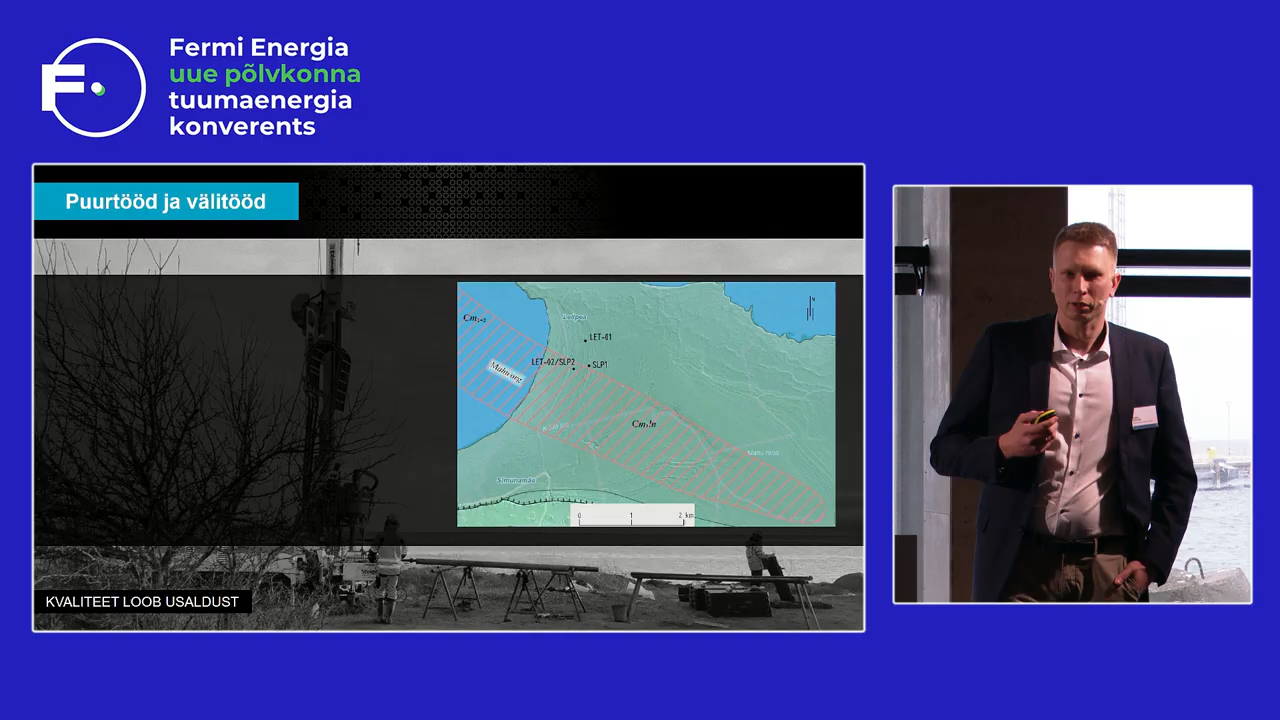 Fermi Energia
uue põlvkonna
tuumaenergia
konverents
Puurtööd ja välitööd
LET-01
LET-02/SLP2
SLP1
Simunamäe
0 1 2 km
N
KVALITEET LOOB USALDUST